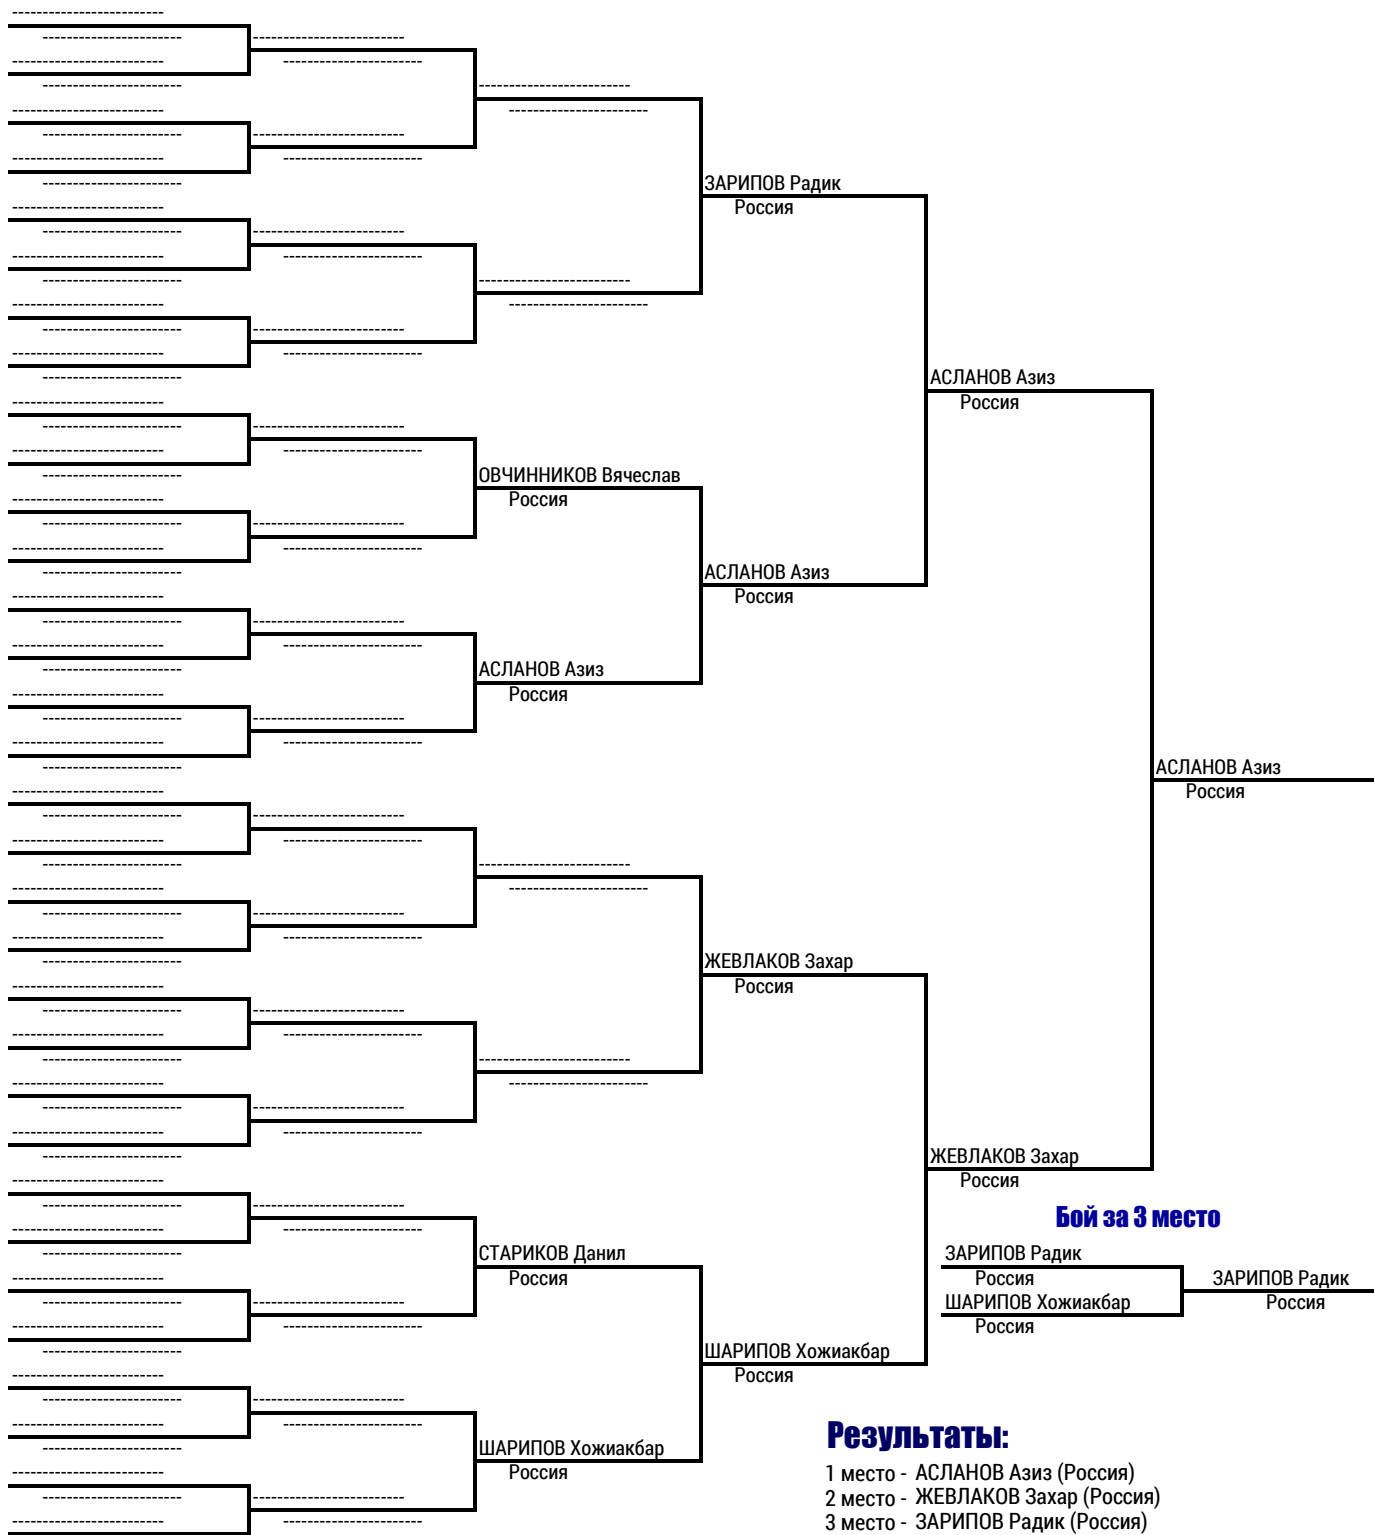 ЗАРИПОВ Радик
Россия
АСЛАНОВ Азиз
Россия
ОВЧИННИКОВ Вячеслав
Россия
АСЛАНОВ Азиз
Россия
АСЛАНОВ Азиз
Россия
АСЛАНОВ Азиз
Россия
ЖЕВЛАКОВ Захар
Россия
ЖЕВЛАКОВ Захар
Россия
Бой за 3 место
СТАРИКОВ Данил
Россия
ЗАРИПОВ Радик
Россия
ШАРИПОВ Хожиакбар
Россия
ЗАРИПОВ Радик
Россия
ШАРИПОВ Хожиакбар
Россия
ШАРИПОВ Хожиакбар
Россия
Результаты:
1 место - АСЛАНОВ Азиз (Россия)
2 место - ЖЕВЛАКОВ Захар (Россия)
3 место - ЗАРИПОВ Радик (Россия)